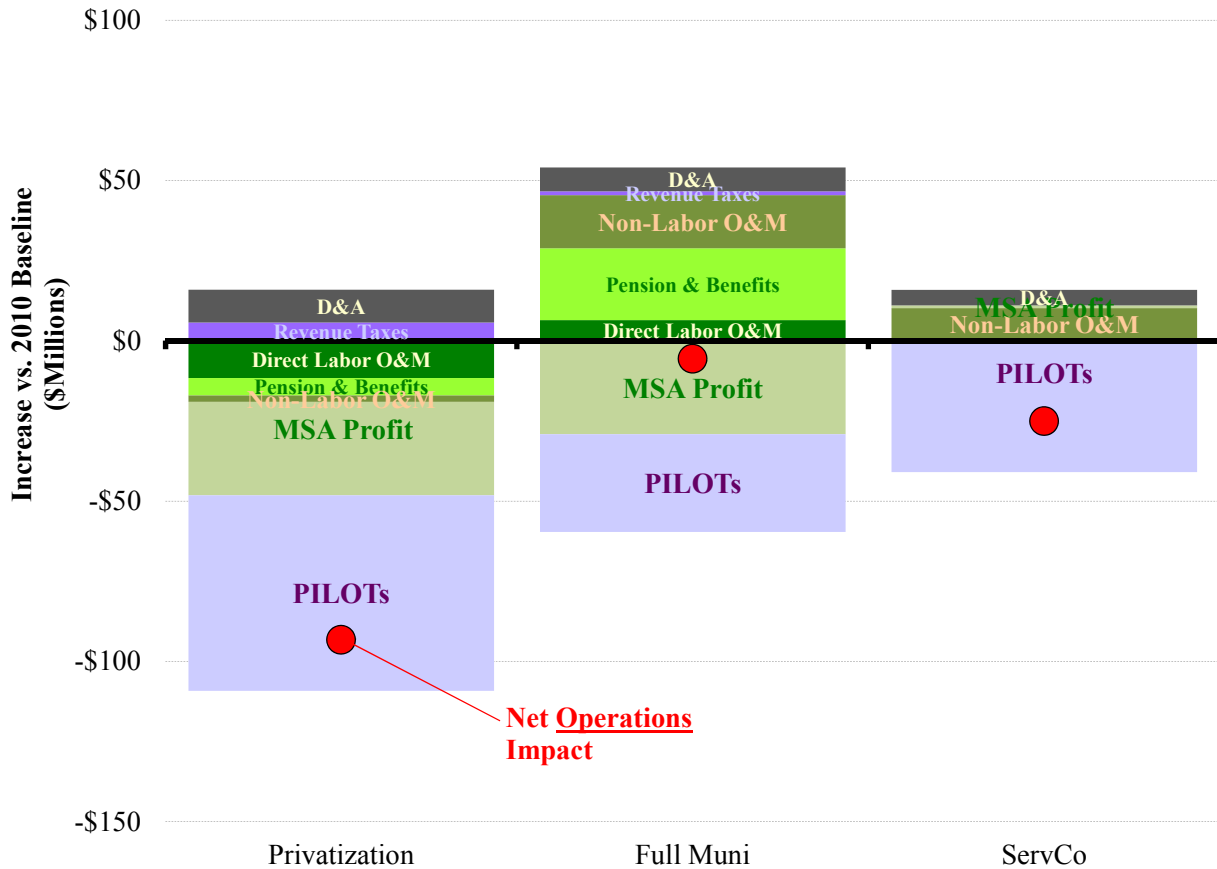 $100
$50
$0
-$50
-$100
-$150
Increase vs. 2010 Baseline
($Millions)
D&A
Revenue Taxes
Direct Labor O&M
Pension & Benefits
Non-Labor O&M
MSA Profit
PILOTs
D&A
Revenue Taxes
Non-Labor O&M
Pension & Benefits
Direct Labor O&M
MSA Profit
PILOTs
D&A
MSA Profit
Non-Labor O&M
PILOTs
Net Operations
Impact
Privatization
Full Muni
ServCo